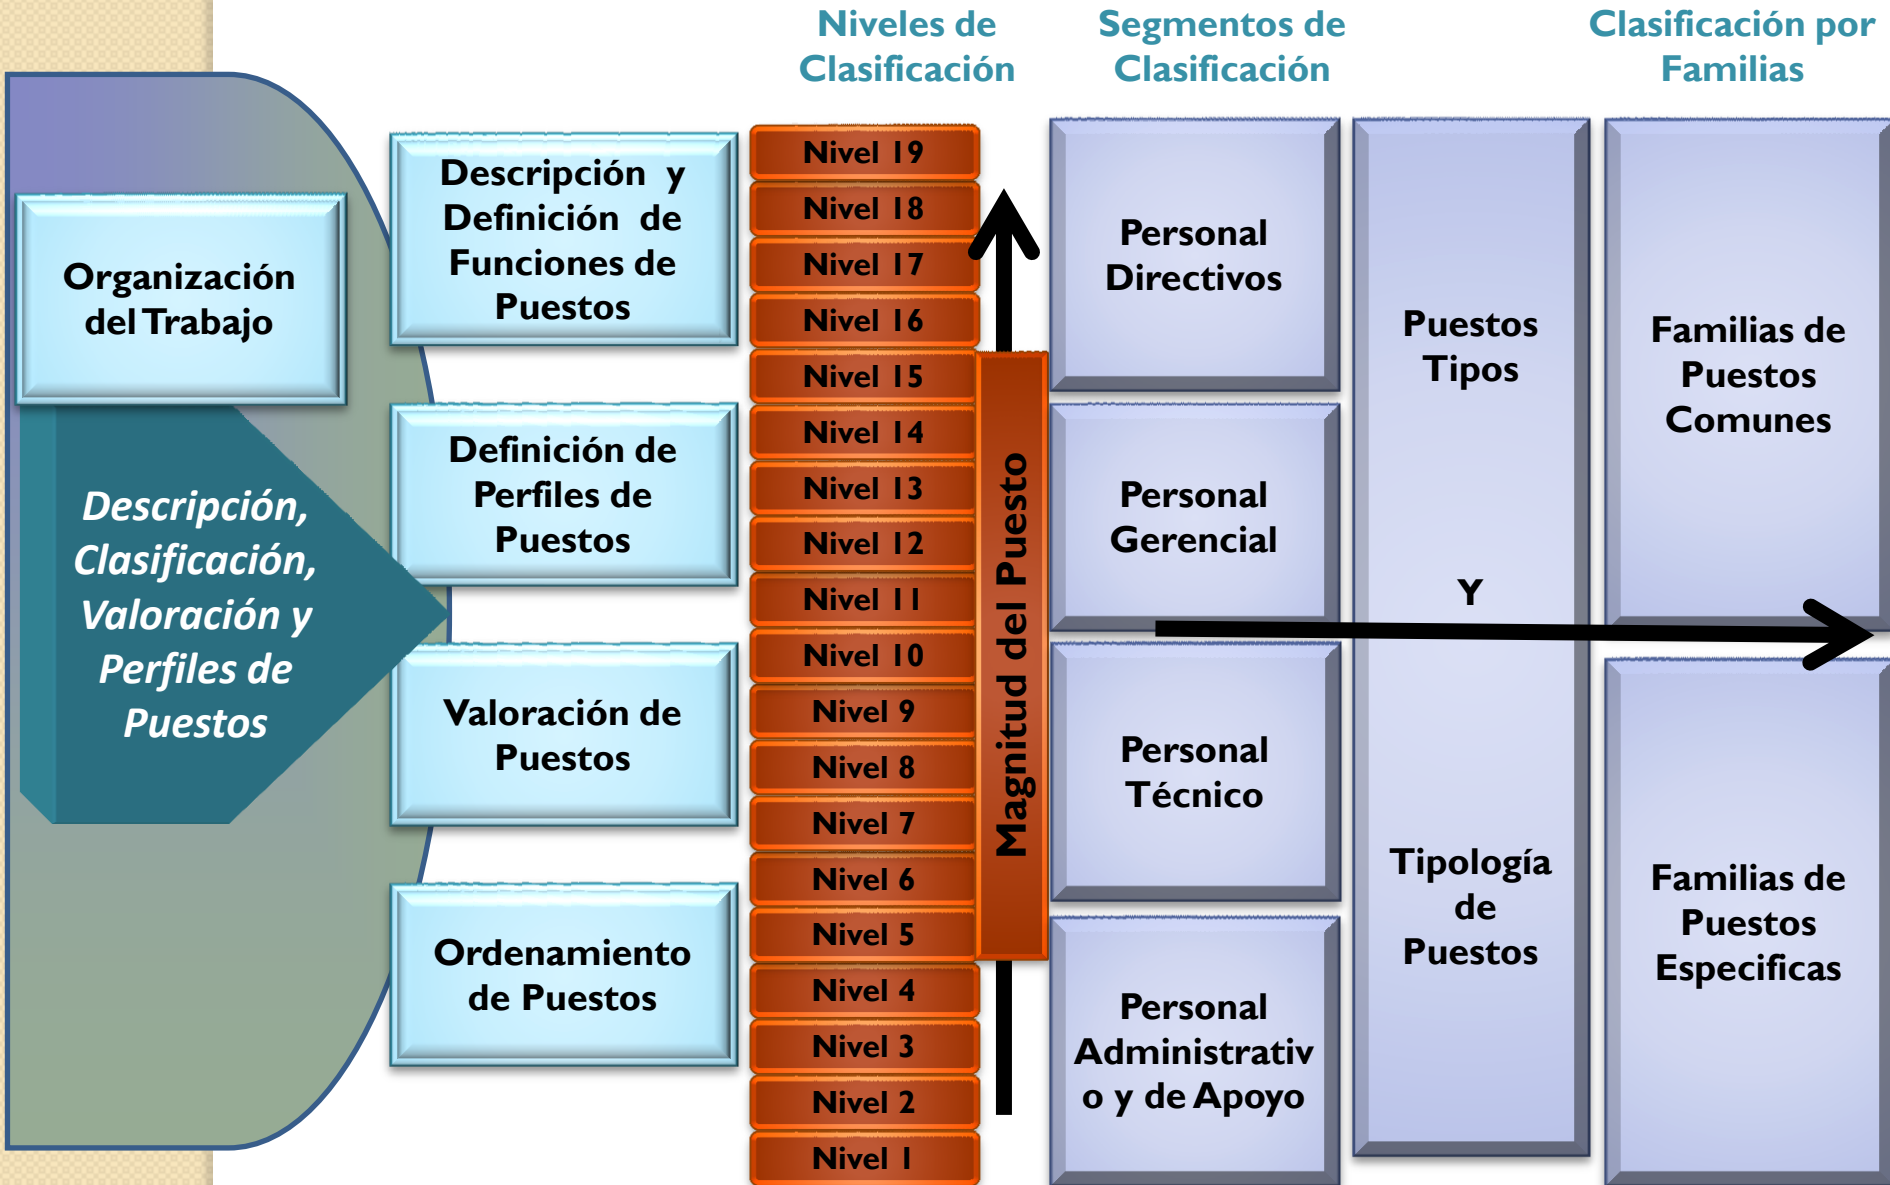 Niveles de
Clasificación
Segmentos de
Clasificación
Clasificación por
Familias
Organización
del Trabajo
Descripción,
Clasificación,
Valoración y
Perfiles de
Puestos
Descripción y
Definición de
Funciones de
Puestos
Definición de
Perfiles de
Puestos
Valoración de
Puestos
Ordenamiento
de Puestos
Nivel 19
Nivel 18
Nivel 17
Nivel 16
Nivel 15
Nivel 14
Nivel 13
Nivel 12
Nivel 11
Nivel 10
Nivel 9
Nivel 8
Nivel 7
Nivel 6
Nivel 5
Nivel 4
Nivel 3
Nivel 2
Nivel 1
Magnitud del Puesto
Personal
Directivos
Personal
Gerencial
Personal
Técnico
Personal
Administrativ
o y de Apoyo
Puestos
Tipos
Y
Tipología
de
Puestos
Familias de
Puestos
Comunes
Familias de
Puestos
Especificas